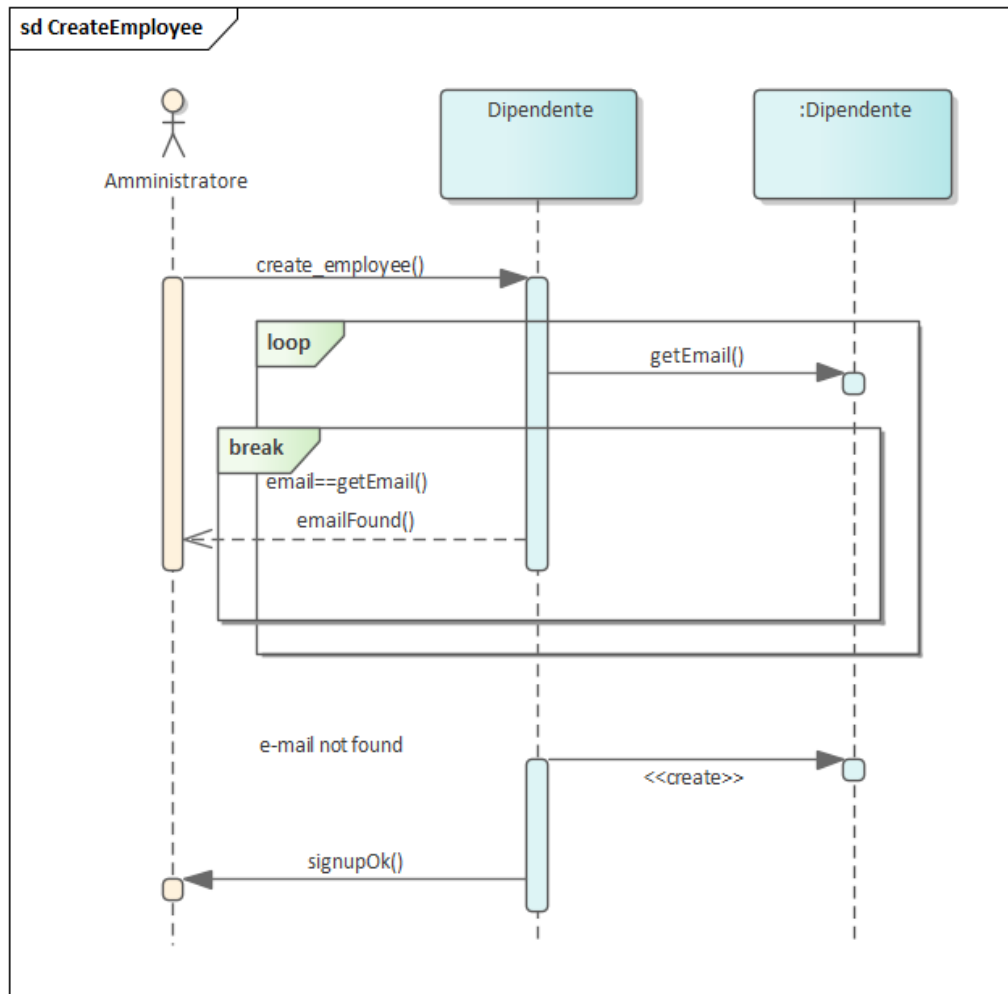 sd CreateEmployee
Amministratore
Dipendente
:Dipendente
create_employee()
loop
getEmail()
break
email==getEmail()
emailFound()
e-mail not found
<<create>>
signupOk()